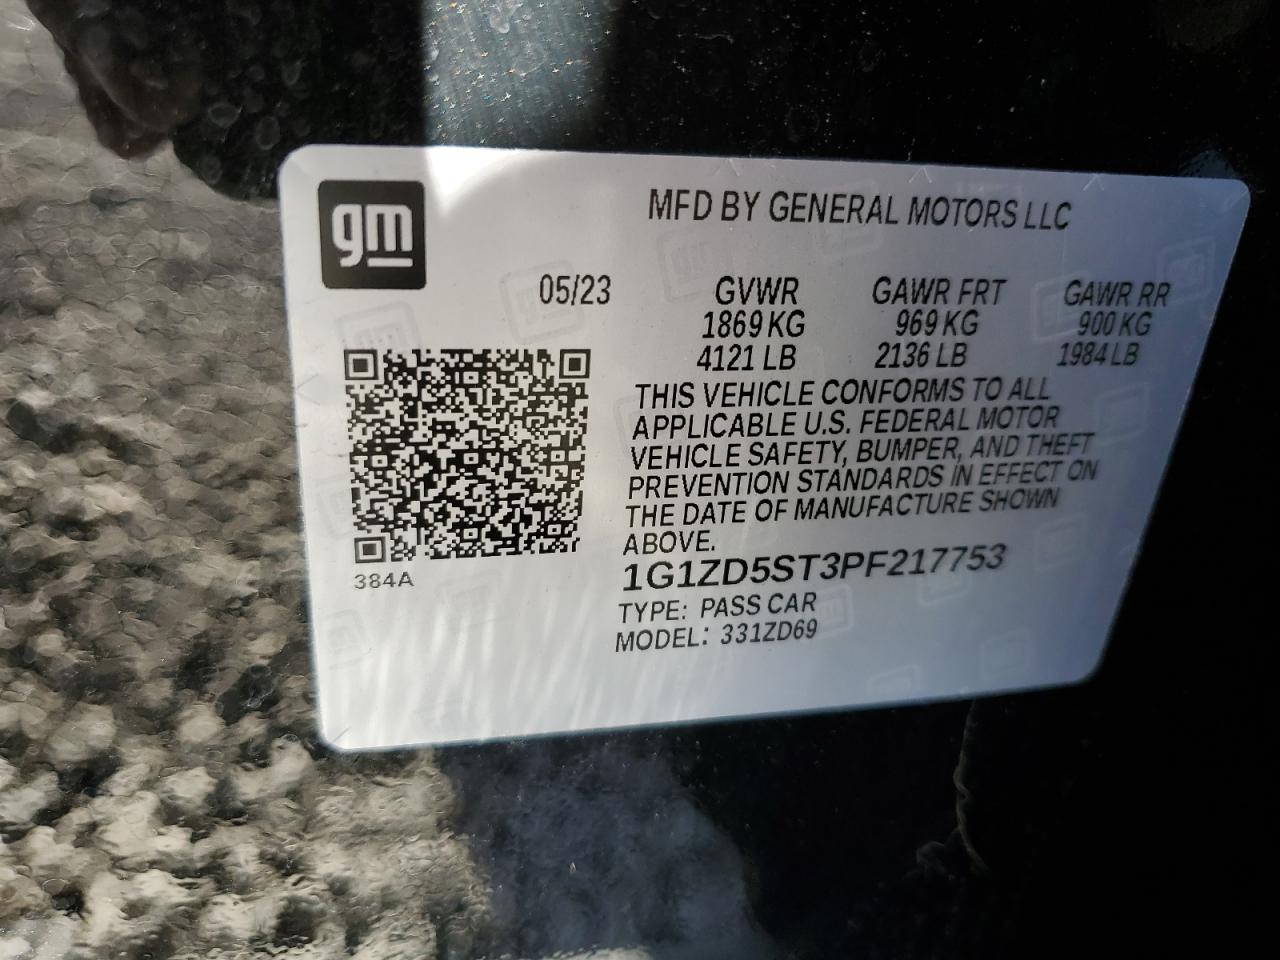 gm
MFD BY GENERAL MOTORS LLC
05/23 GVWR GAWR FRT GAWR RR
1869 KG 969 KG 900 KG
4121 LB 2136 LB 1984 LB
THIS VEHICLE CONFORMS TO ALL
APPLICABLE U.S. FEDERAL MOTOR
VEHICLE SAFETY, BUMPER, AND THEFT
PREVENTION STANDARDS IN EFFECT ON
THE DATE OF MANUFACTURE SHOWN
ABOVE.
1G1ZD5ST3PF217753
384A
TYPE: PASS CAR
MODEL: 331ZD69